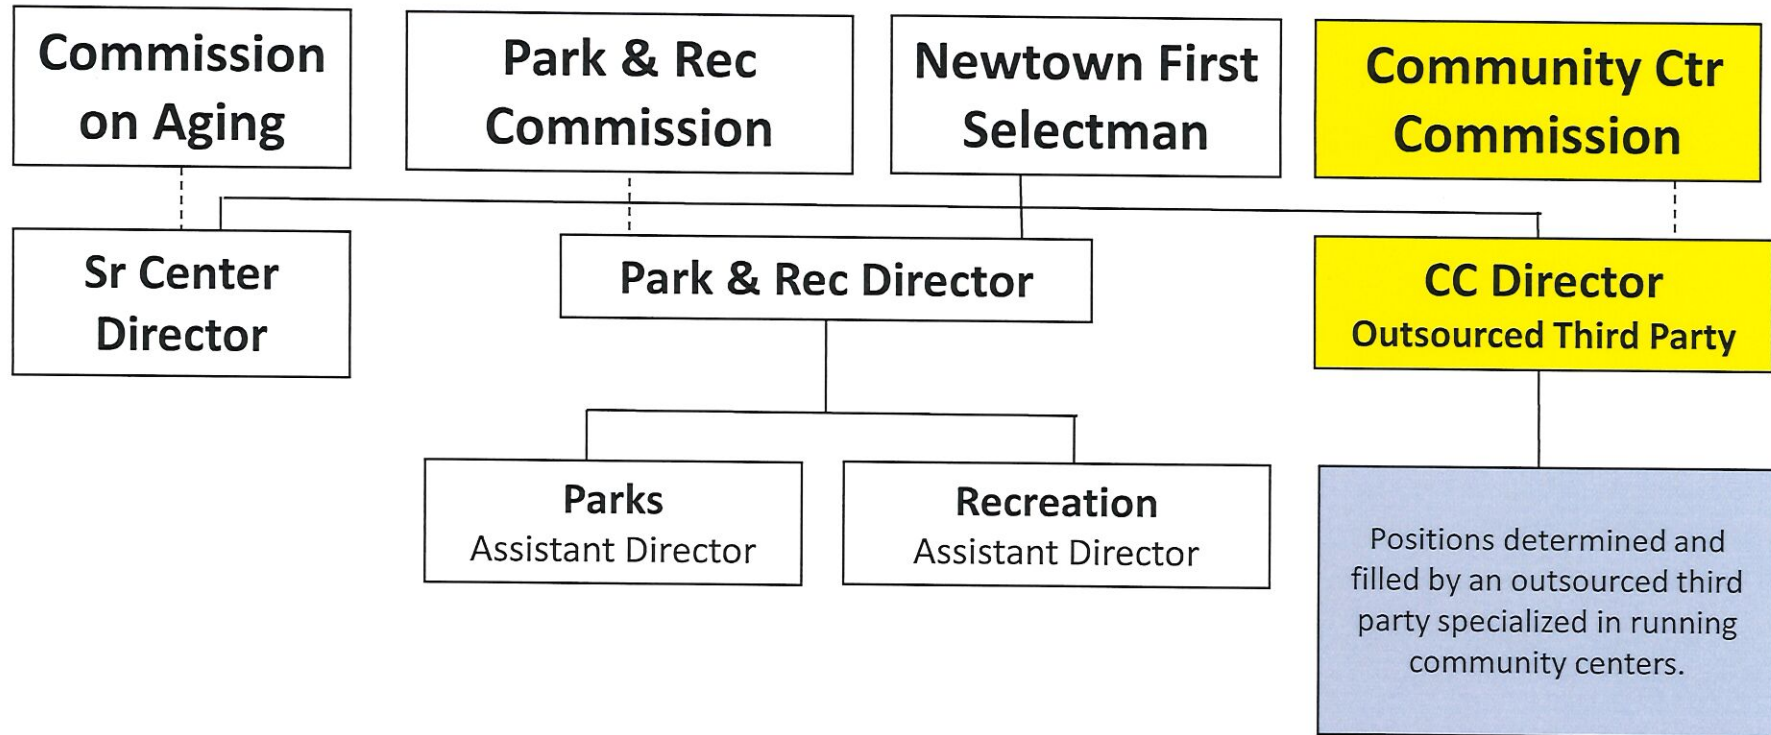 Commission
on Aging
Park & Rec
Commission
Newtown First
Selectman
Community Ctr
Commission
Sr Center
Director
Park & Rec Director
CC Director
Outsourced Third Party
Parks
Assistant Director
Recreation
Assistant Director
Positions determined and
filled by an outsourced third
party specialized in running
community centers.